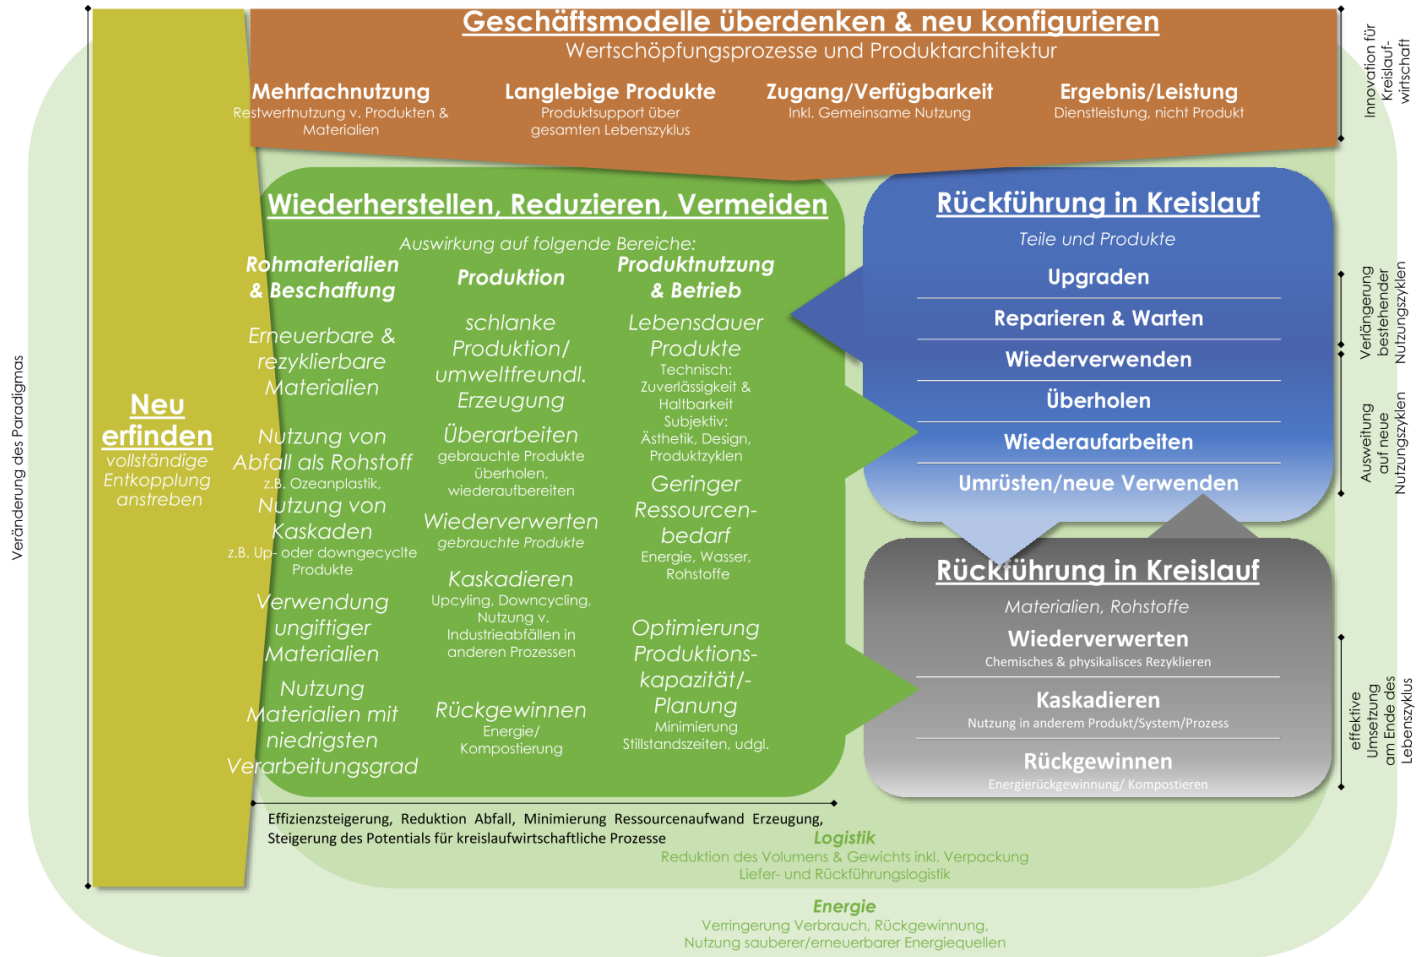 Geschäftsmodelle überdenken & neu konfigurieren
Wertschöpfungsprozesse und Produktarchitektur
Mehrfachnutzung
Restwertnutzung v. Produkten &
Materialien
Langlebige Produkte
Produktsupport über
gesamten Lebenszyklus
Zugang/Verfügbarkeit
Inkl. Gemeinsame Nutzung
Ergebnis/Leistung
Dienstleistung, nicht Produkt
Innovation für
Kreislauf-
wirtschaft
Veränderung des Paradigmas
Neu
erfinden
vollständige
Entkopplung
anstreben
Wiederherstellen, Reduzieren, Vermeiden
Auswirkung auf folgende Bereiche:
Rohmaterialien
& Beschaffung
Erneuerbare &
rezyklierbare
Materialien
Nutzung von
Abfall als Rohstoff
z.B. Ozeanplastik,
Nutzung von
Kaskaden
z.B. Up- oder downgecyclte
Produkte
Verwendung
ungiftiger
Materialien
Nutzung
Materialien mit
niedrigsten
Verarbeitungsgrad
Produktion
schlanke
Produktion/
umweltfreundl.
Erzeugung
Überarbeiten
gebrauchte Produkte
überholen,
wiederaufbereiten
Wiederverwerten
gebrauchte Produkte
Kaskadieren
Upcyling, Downcycling,
Nutzung v.
Industrieabfällen in
anderen Prozessen
Rückgewinnen
Energie/
Kompostierung
Produktnutzung
& Betrieb
Lebensdauer
Produkte
Technisch:
Zuverlässigkeit &
Haltbarkeit
Subjektiv:
Ästhetik, Design,
Produktzyklen
Geringer
Ressourcen-
bedarf
Energie, Wasser,
Rohstoffe
Optimierung
Produktions-
kapazität/-
Planung
Minimierung
Stillstandszeiten, udgl.
Rückführung in Kreislauf
Teile und Produkte
Upgraden
Reparieren & Warten
Wiederverwenden
Überholen
Wiederaufarbeiten
Umrüsten/neue Verwenden
Verlängerung
bestehender
Nutzungszyklen
Ausweitung
auf neue
Nutzungszyklen
Rückführung in Kreislauf
Materialien, Rohstoffe
Wiederverwerten
Chemisches & physikalisces Rezyklieren
Kaskadieren
Nutzung in anderem Produkt/System/Prozess
Rückgewinnen
Energierückgewinnung/ Kompostieren
effektive
Umsetzung
am Ende des
Lebenszyklus
Effizienzsteigerung, Reduktion Abfall, Minimierung Ressourcenaufwand Erzeugung,
Steigerung des Potentials für kreislaufwirtschaftliche Prozesse
Logistik
Reduktion des Volumens & Gewichts inkl. Verpackung
Liefer- und Rückführungslogistik
Energie
Verringerung Verbrauch, Rückgewinnung,
Nutzung sauberer/erneuerbarer Energiequellen